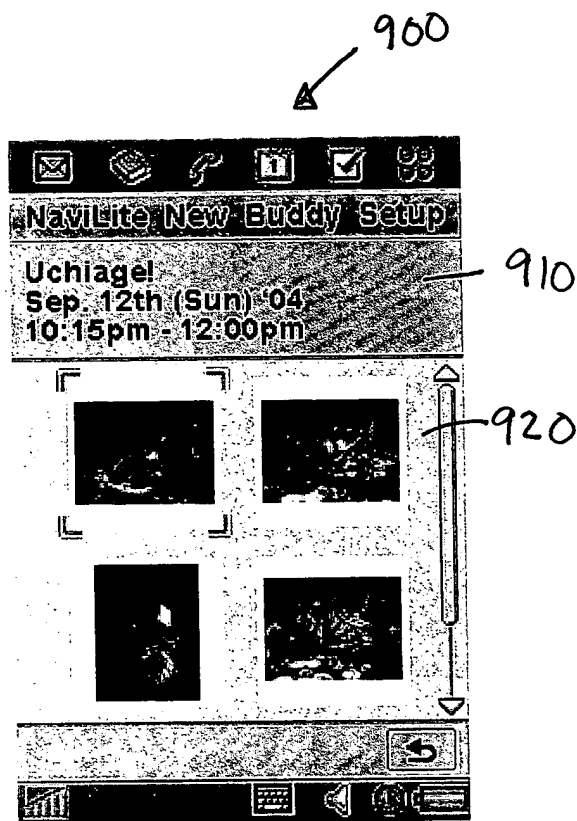 900
NaviLite New Buddy Setup
Uchiage!
Sep. 12th (Sun) '04,
10:15pm - 12:00pm
910
920